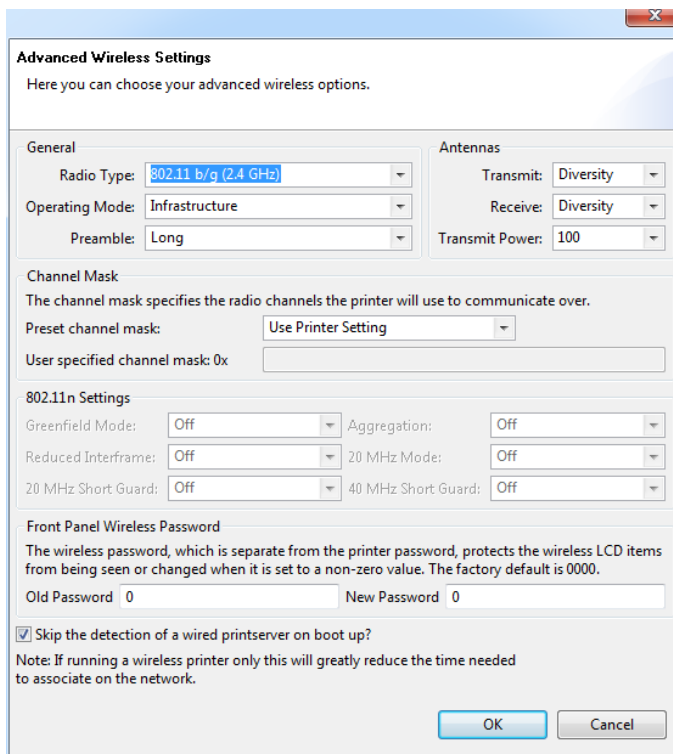 Advanced Wireless Settings
Here you can choose your advanced wireless options.
General
Radio Type: 802.11 b/g (2.4 GHz)
Operating Mode: Infrastructure
Preamble: Long
Antennas
Transmit: Diversity
Receive: Diversity
Transmit Power: 100
Channel Mask
The channel mask specifies the radio channels the printer will use to communicate over.
Preset channel mask: Use Printer Setting
User specified channel mask: 0x
802.11n Settings
Greenfield Mode: Off Aggregation: Off
Reduced Interframe: Off 20 MHz Mode: Off
20 MHz Short Guard: Off 40 MHz Short Guard: Off
Front Panel Wireless Password
The wireless password, which is separate from the printer password, protects the wireless LCD items
from being seen or changed when it is set to a non-zero value. The factory default is 0000.
Old Password 0 New Password 0
Skip the detection of a wired printserver on boot up?
Note: If running a wireless printer only this will greatly reduce the time needed
to associate on the network.
OK Cancel